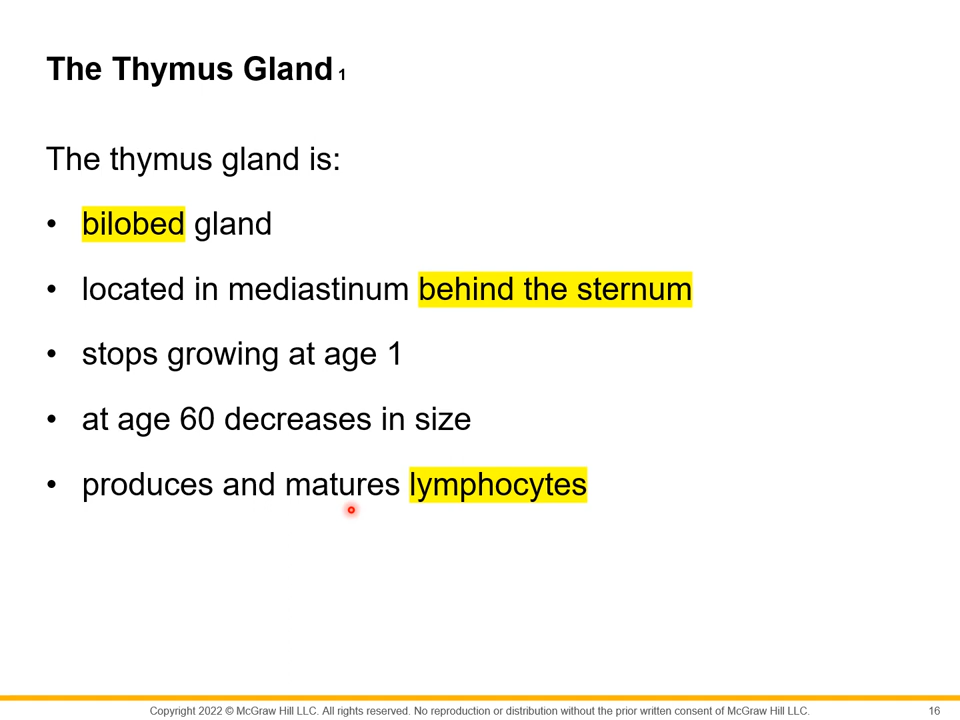 The Thymus Gland 1
The thymus gland is:
• bilobed gland
• located in mediastinum behind the sternum
• stops growing at age 1
• at age 60 decreases in size
• produces and matures lymphocytes
Copyright 2022 © McGraw Hill LLC. All rights reserved. No reproduction or distribution without the prior written consent of McGraw Hill LLC.
16